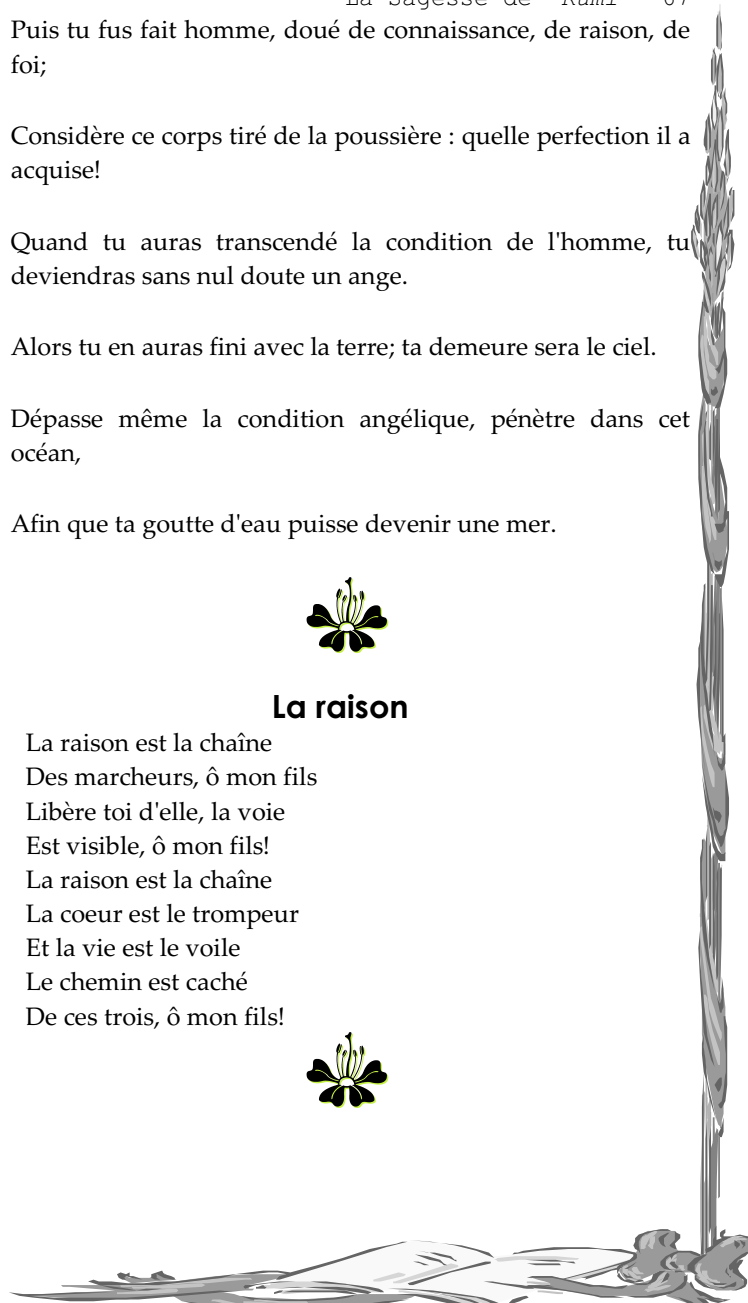 La Sagesse de Rûmî 67
Puis tu fus fait homme, doué de connaissance, de raison, de
foi;
Considère ce corps tiré de la poussière : quelle perfection il a
acquise!
Quand tu auras transcendé la condition de l'homme, tu
deviendras sans nul doute un ange.
Alors tu en auras fini avec la terre; ta demeure sera le ciel.
Dépasse même la condition angélique, pénètre dans cet
océan,
Afin que ta goutte d'eau puisse devenir une mer.
La raison
La raison est la chaîne
Des marcheurs, ô mon fils
Libère toi d'elle, la voie
Est visible, ô mon fils!
La raison est la chaîne
La coeur est le trompeur
Et la vie est le voile
Le chemin est caché
De ces trois, ô mon fils!